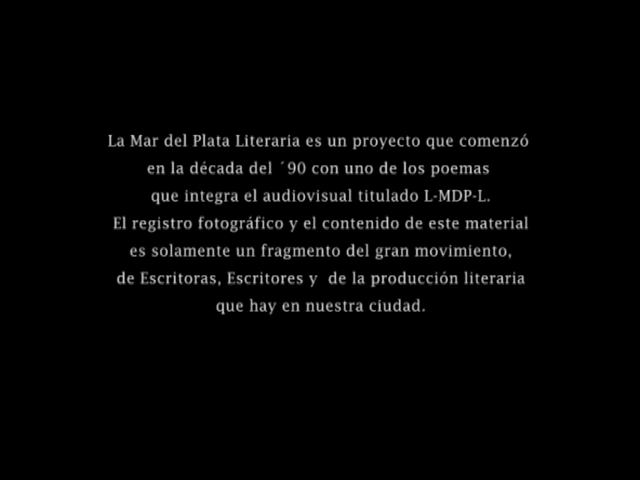 La Mar del Plata Literaria es un proyecto que comenzó
en la década del ´90 con uno de los poemas
que integra el audiovisual titulado L-MDP-L.
El registro fotográfico y el contenido de este material
es solamente un fragmento del gran movimiento,
de Escritoras, Escritores y  de la producción literaria
que hay en nuestra ciudad.